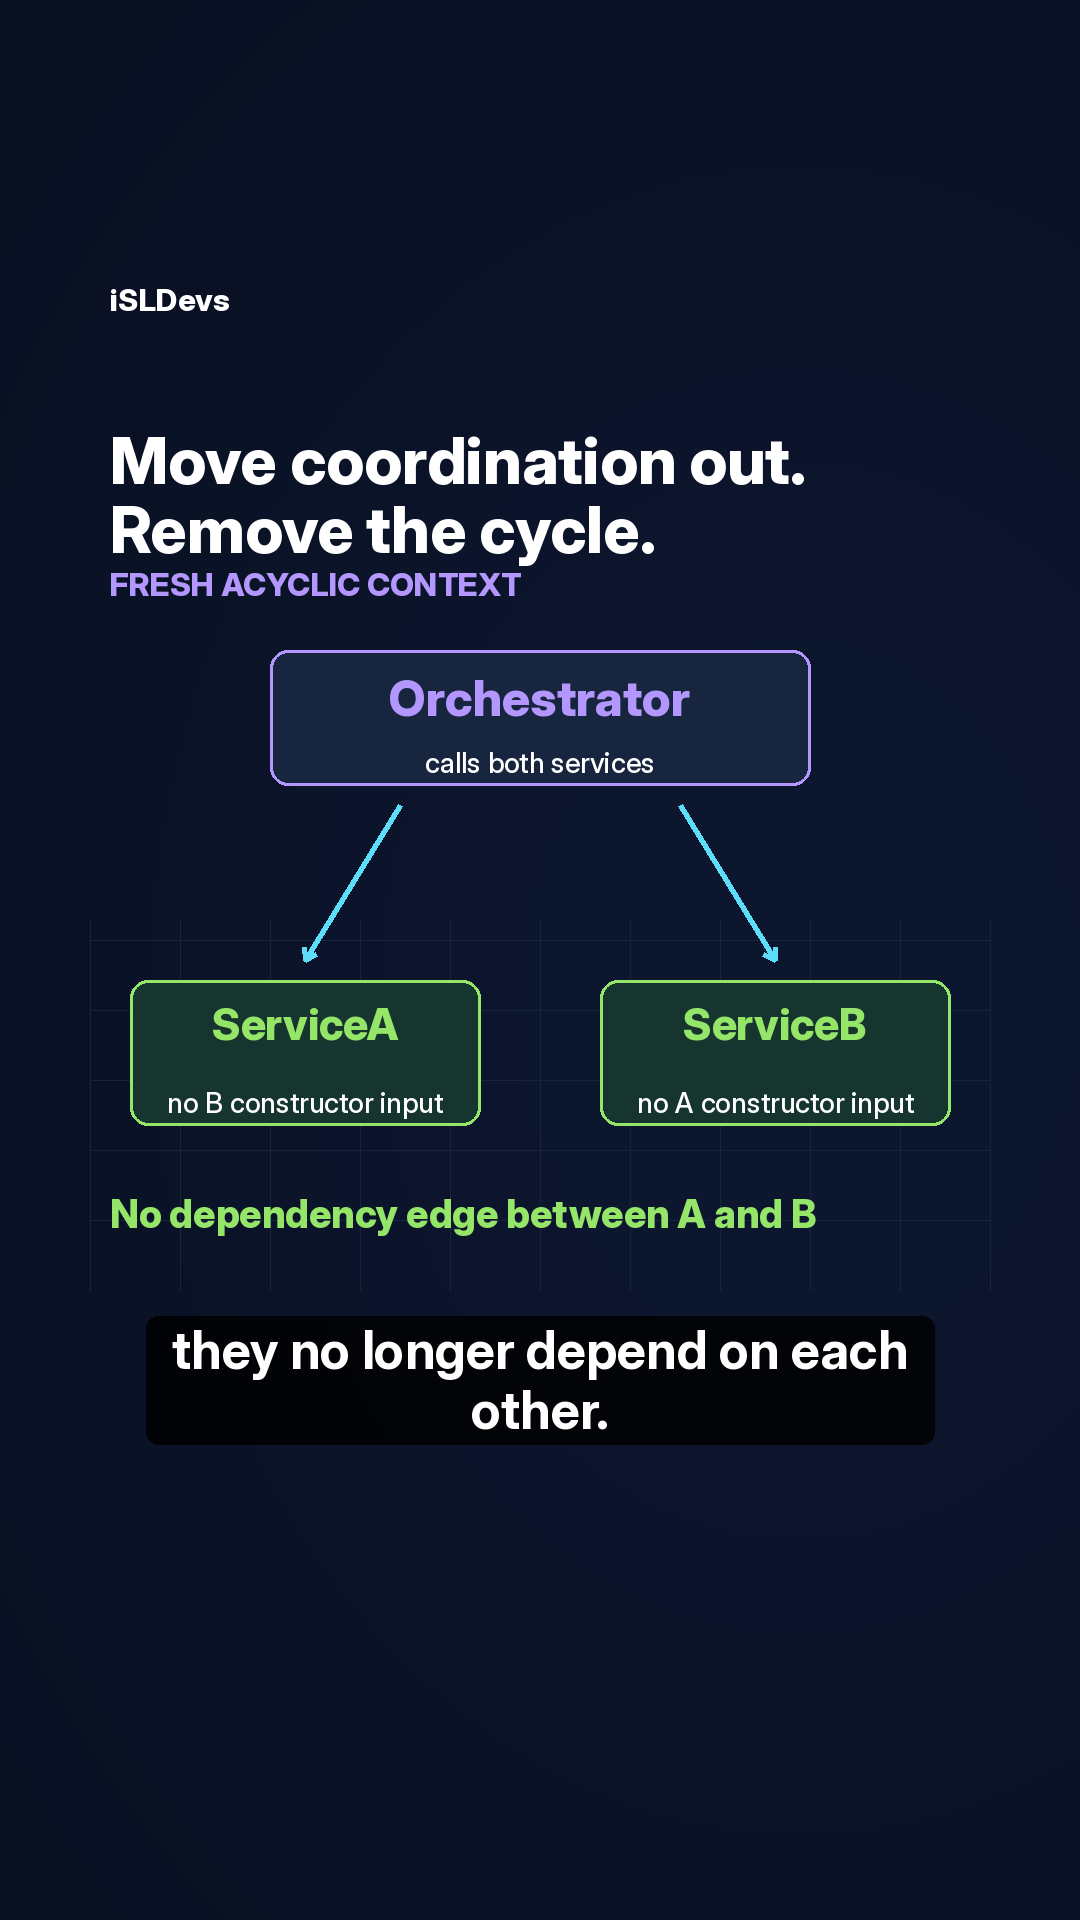 iSLDevs
Move coordination out.
Remove the cycle.
FRESH ACYCLIC CONTEXT
Orchestrator
calls both services
ServiceA
no B constructor input
ServiceB
no A constructor input
No dependency edge between A and B
they no longer depend on each
other.